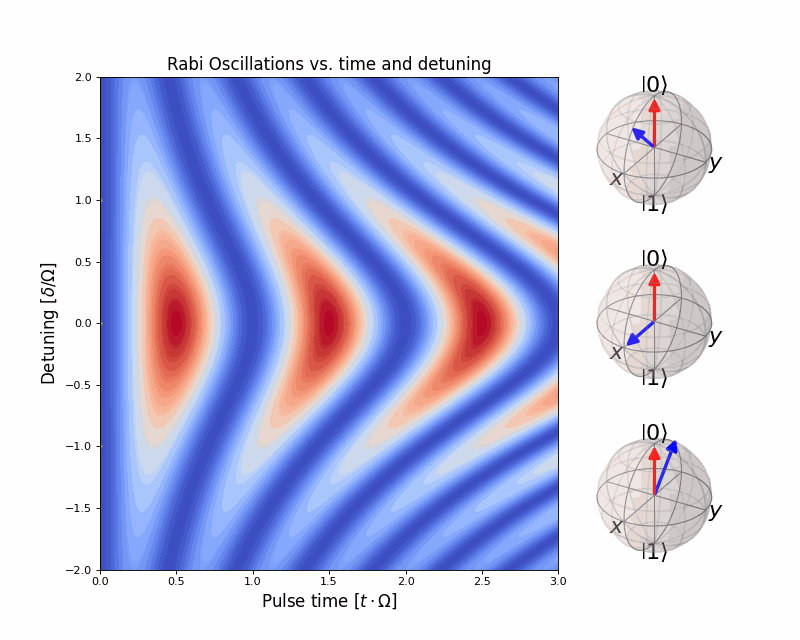 Rabi Oscillations vs. time and detuning
Detuning [δ/Ω]
2.0
1.5
1.0
0.5
0.0
−0.5
−1.0
−1.5
−2.0
0.0 0.5 1.0 1.5 2.0 2.5 3.0
Pulse time [t · Ω]
|0⟩
x y
|1⟩
|0⟩
x y
|1⟩
|0⟩
x y
|1⟩